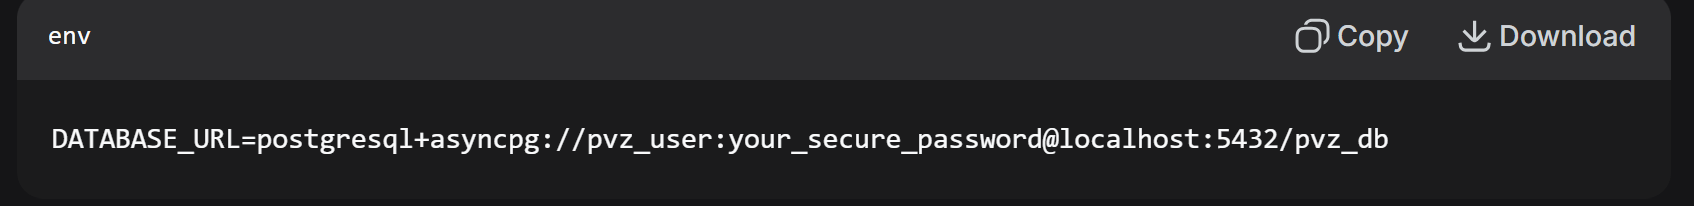 env
Copy
Download
DATABASE_URL=postgresql+asyncpg://pvz_user:your_secure_password@localhost:5432/pvz_db